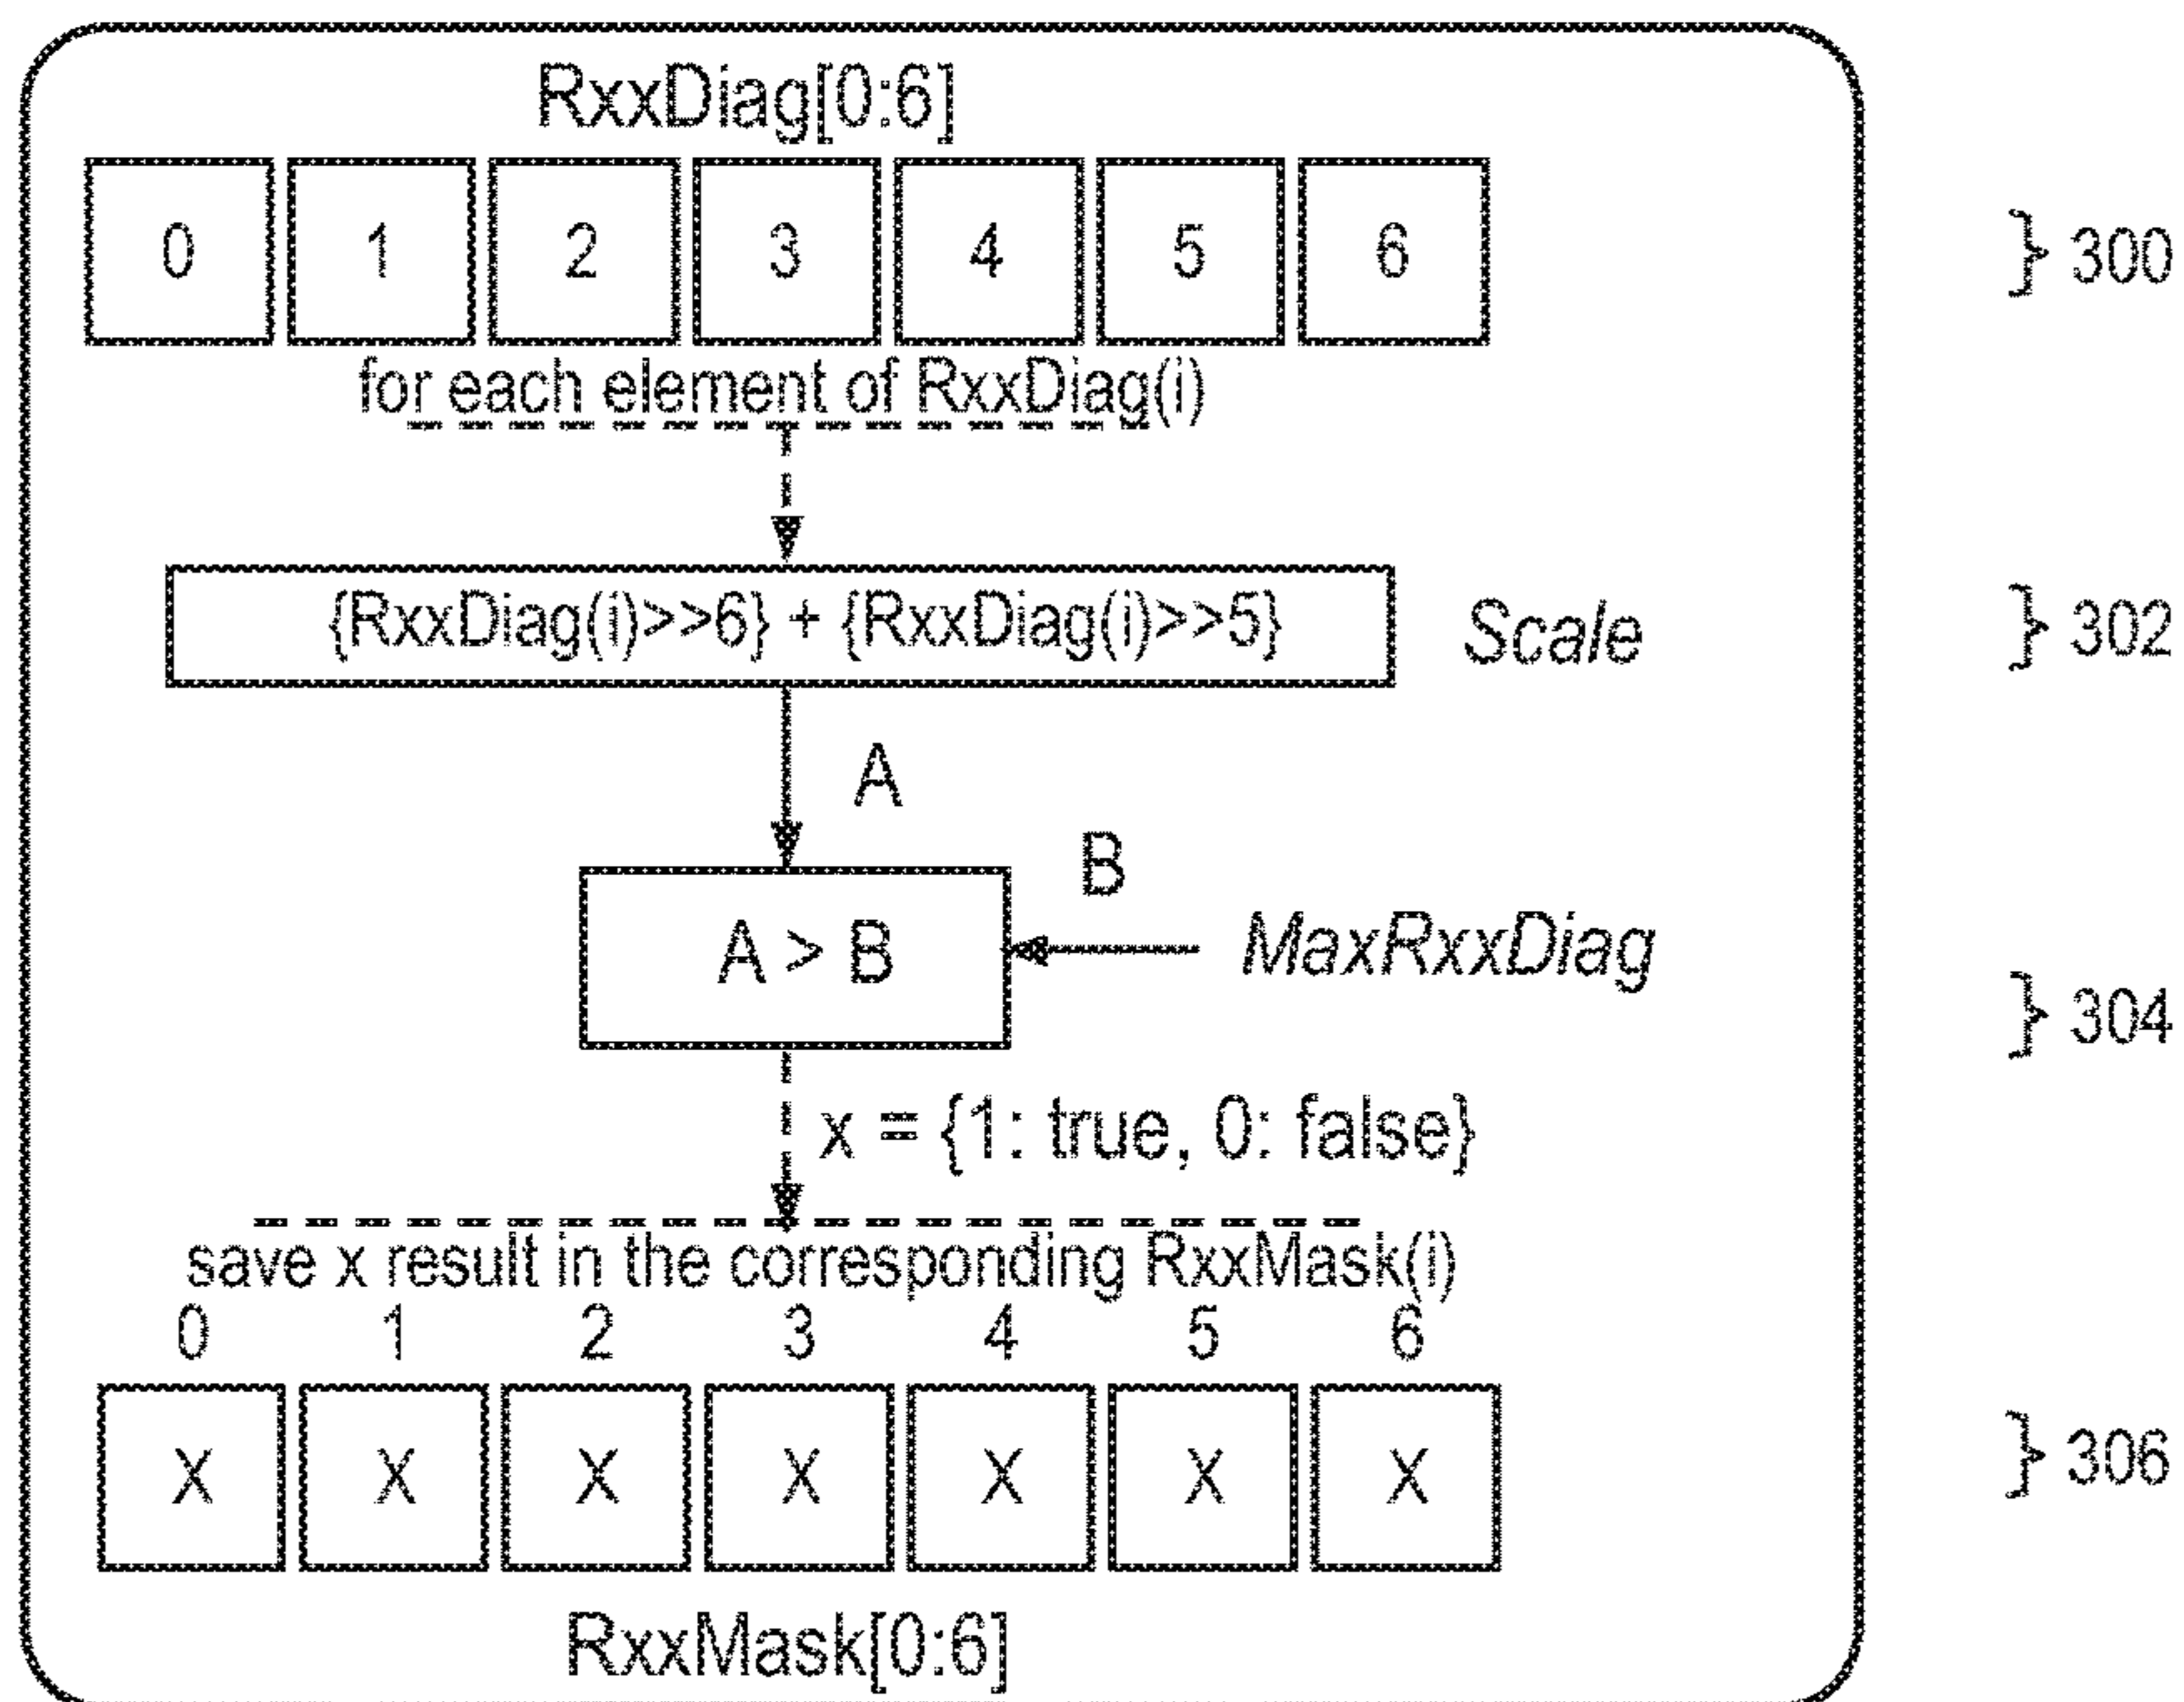 RxxDiag[0:6]
0 1 2 3 4 5 6 } 300
for each element of RxxDiag(i)
{RxxDiag(i)>>6} + {RxxDiag(i)>>5} Scale } 302
A
B
A > B MaxRxxDiag
} 304
x = {1: true, 0: false}
save x result in the corresponding RxxMask(i)
0 1 2 3 4 5 6
X X X X X X X } 306
RxxMask[0:6]